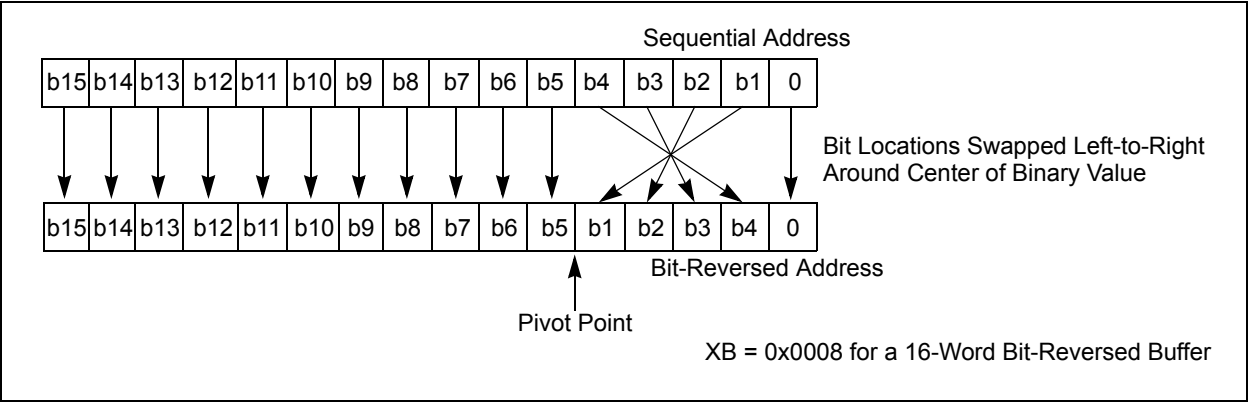 Sequential Address
b15 b14 b13 b12 b11 b10 b9 b8 b7 b6 b5 b4 b3 b2 b1 0
Bit Locations Swapped Left-to-Right
Around Center of Binary Value
b15 b14 b13 b12 b11 b10 b9 b8 b7 b6 b5 b1 b2 b3 b4 0
Bit-Reversed Address
Pivot Point
XB = 0x0008 for a 16-Word Bit-Reversed Buffer